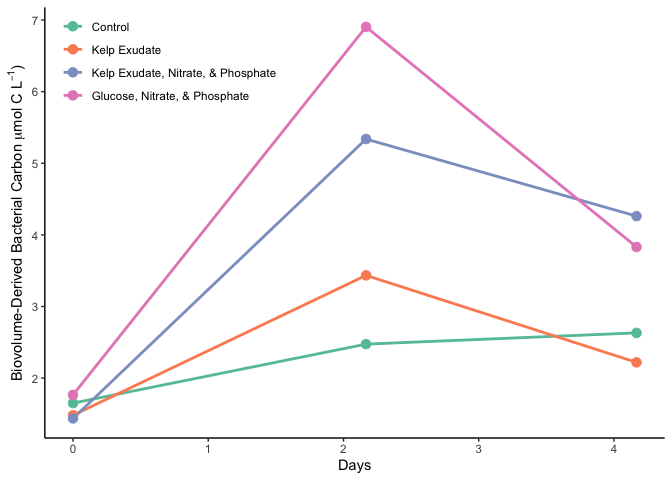 Control
Kelp Exudate
Kelp Exudate, Nitrate, & Phosphate
Glucose, Nitrate, & Phosphate
Biovolume-Derived Bacterial Carbon μmol C L⁻¹)
7
6
5
4
3
2
0 1 2 3 4
Days